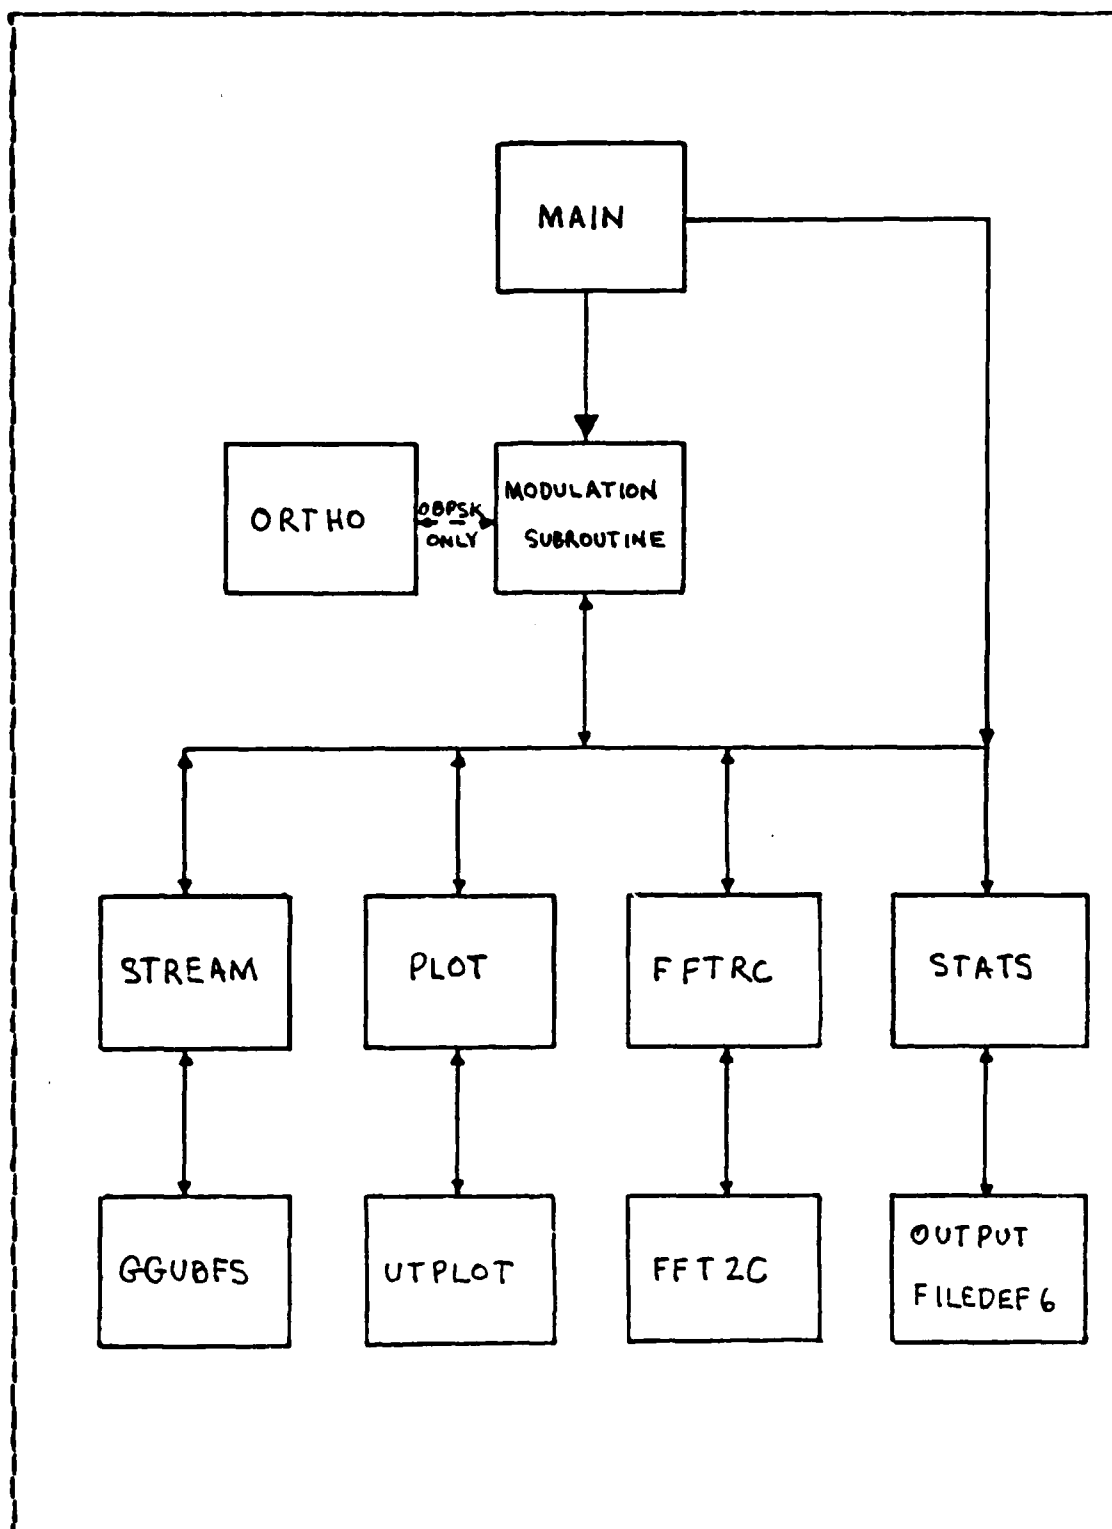 MAIN
ORTHO
OBPSK
ONLY
MODULATION
SUBROUTINE
STREAM
PLOT
FFTRC
STATS
GGUBFS
UTPLOT
FFT2C
OUTPUT
FILEDEF 6